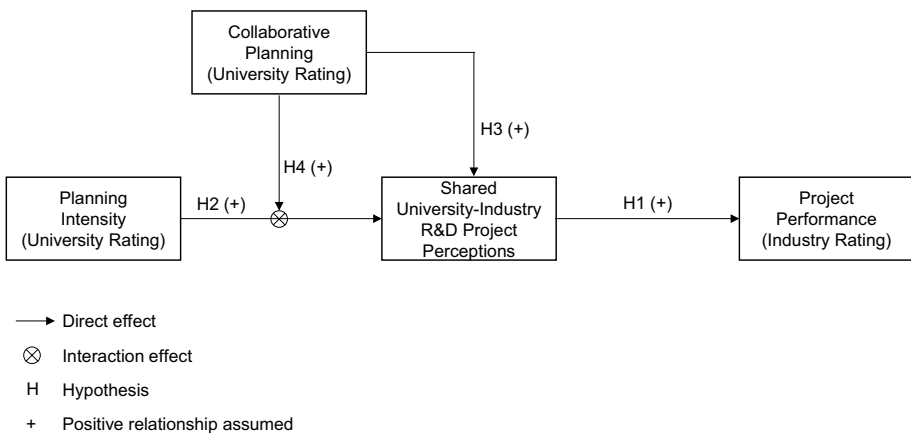 Collaborative
Planning
(University Rating)
H3 (+)
H4 (+)
Planning
Intensity
(University Rating)
H2 (+)
Shared
University-Industry
R&D Project
Perceptions
H1 (+)
Project
Performance
(Industry Rating)
Direct effect
Interaction effect
H Hypothesis
+ Positive relationship assumed